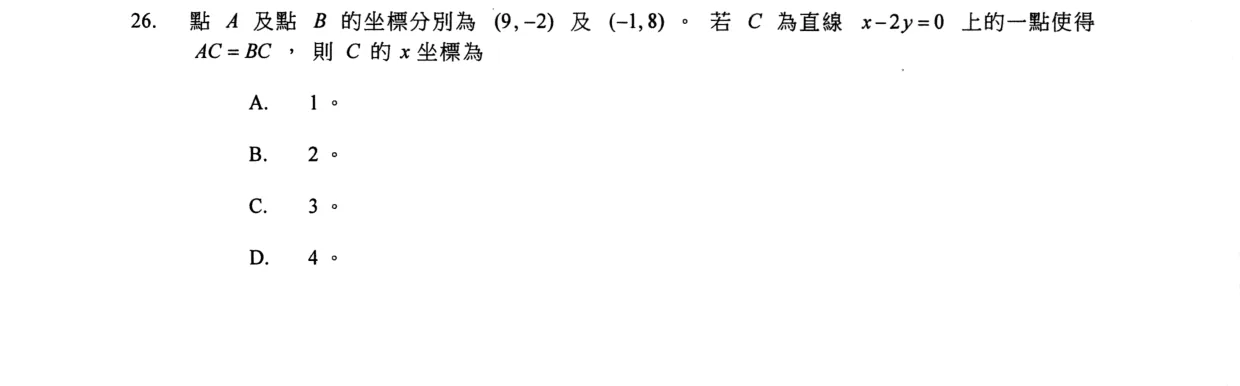 26. 點 A 及點 B 的坐標分別為 (9, −2) 及 (−1, 8) 。 若 C 為直線 x−2y=0 上的一點使得
AC = BC ， 則 C 的 x 坐標為
A. 1 。
B. 2 。
C. 3 。
D. 4 。